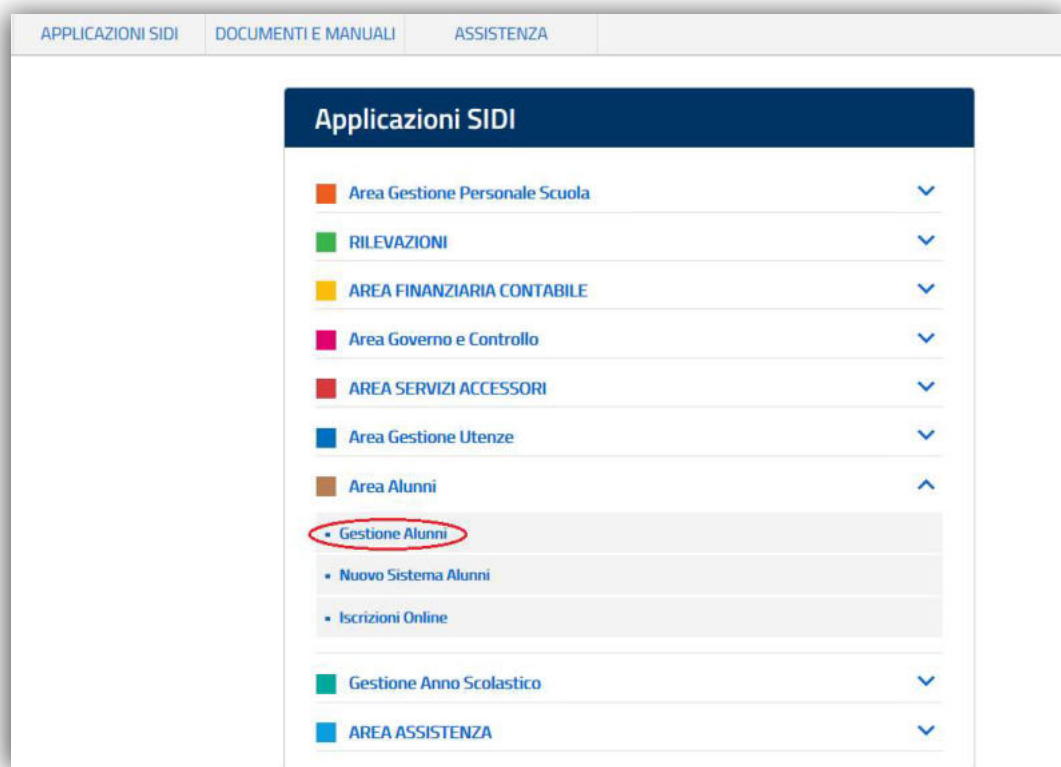 APPLICAZIONI SIDI DOCUMENTI E MANUALI ASSISTENZA
Applicazioni SIDI
Area Gestione Personale Scuola
RILEVAZIONI
AREA FINANZIARIA CONTABILE
Area Governo e Controllo
AREA SERVIZI ACCESSORI
Area Gestione Utenze
Area Alunni
Gestione Alunni
Nuovo Sistema Alunni
Iscrizioni Online
Gestione Anno Scolastico
AREA ASSISTENZA